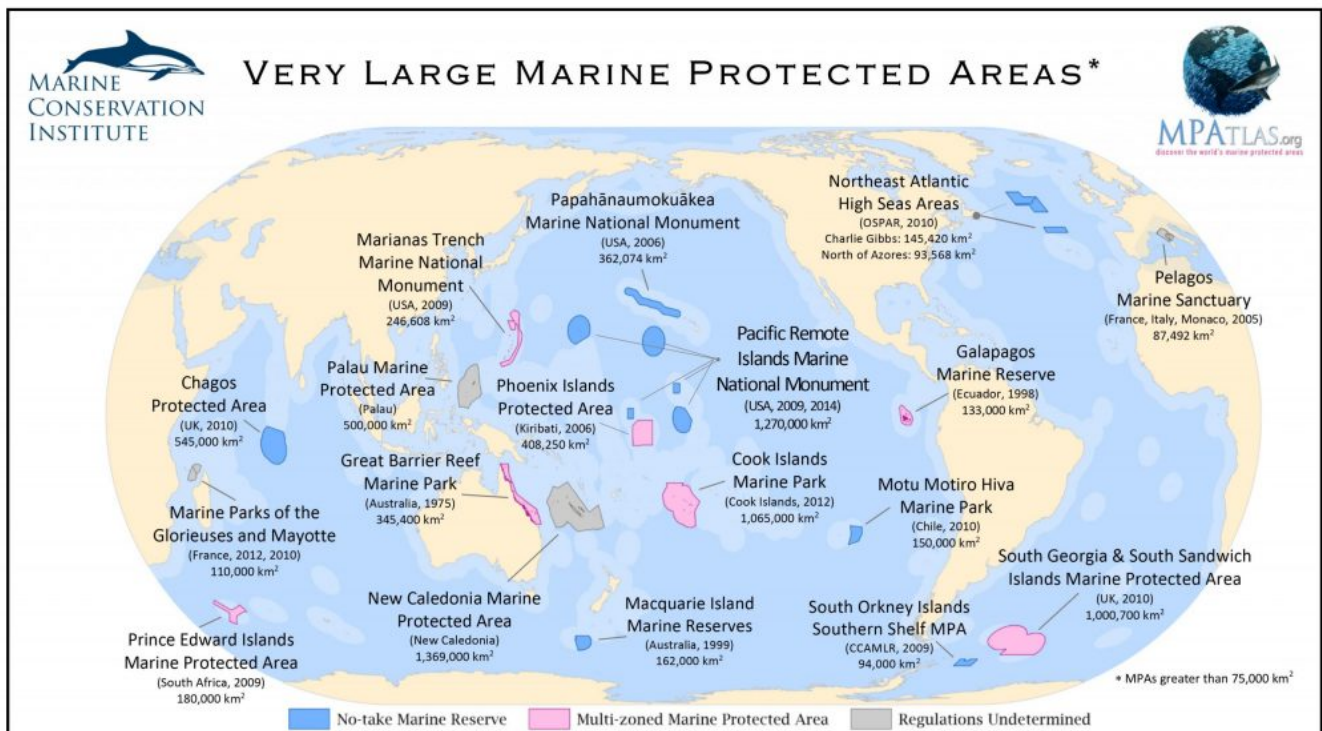 MARINE
CONSERVATION
INSTITUTE
VERY LARGE MARINE PROTECTED AREAS*
MPATLAS.org
discover the world's marine protected areas
Papahānaumokuākea
Marine National Monument
(USA, 2006)
362,074 km²
Northeast Atlantic
High Seas Areas
(OSPAR, 2010)
Charlie Gibbs: 145,420 km²
North of Azores: 93,568 km²
Marianas Trench
Marine National
Monument
(USA, 2009)
246,608 km²
Pelagos
Marine Sanctuary
(France, Italy, Monaco, 2005)
87,492 km²
Pacific Remote
Islands Marine
National Monument
(USA, 2009, 2014)
1,270,000 km²
Galapagos
Marine Reserve
(Ecuador, 1998)
133,000 km²
Palau Marine
Protected Area
(Palau)
500,000 km²
Phoenix Islands
Protected Area
(Kiribati, 2006)
408,250 km²
Chagos
Protected Area
(UK, 2010)
545,000 km²
Great Barrier Reef
Marine Park
(Australia, 1975)
345,400 km²
Cook Islands
Marine Park
(Cook Islands, 2012)
1,065,000 km²
Motu Motiro Hiva
Marine Park
(Chile, 2010)
150,000 km²
Marine Parks of the
Glorieuses and Mayotte
(France, 2012, 2010)
110,000 km²
South Georgia & South Sandwich
Islands Marine Protected Area
(UK, 2010)
1,000,700 km²
New Caledonia Marine
Protected Area
(New Caledonia)
1,369,000 km²
Macquarie Island
Marine Reserves
(Australia, 1999)
162,000 km²
South Orkney Islands
Southern Shelf MPA
(CCAMLR, 2009)
94,000 km²
Prince Edward Islands
Marine Protected Area
(South Africa, 2009)
180,000 km²
* MPAs greater than 75,000 km²
No-take Marine Reserve
Multi-zoned Marine Protected Area
Regulations Undetermined